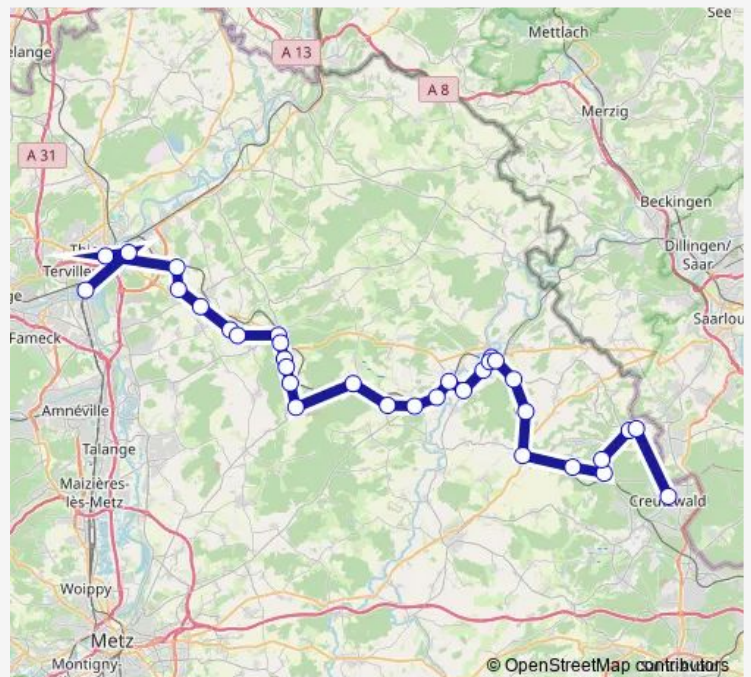 See
elange
Mettlach
A 13
A 8
Merzig
A 31
Beckingen
Dillingen/
Saar
Thi
Terville
ge
Saarlou
Fameck
Amnéville
Talange
Maizières-
lès-Metz
Creutzwald
Woippy
Metz
Montigny-
© OpenStreetMap contributors